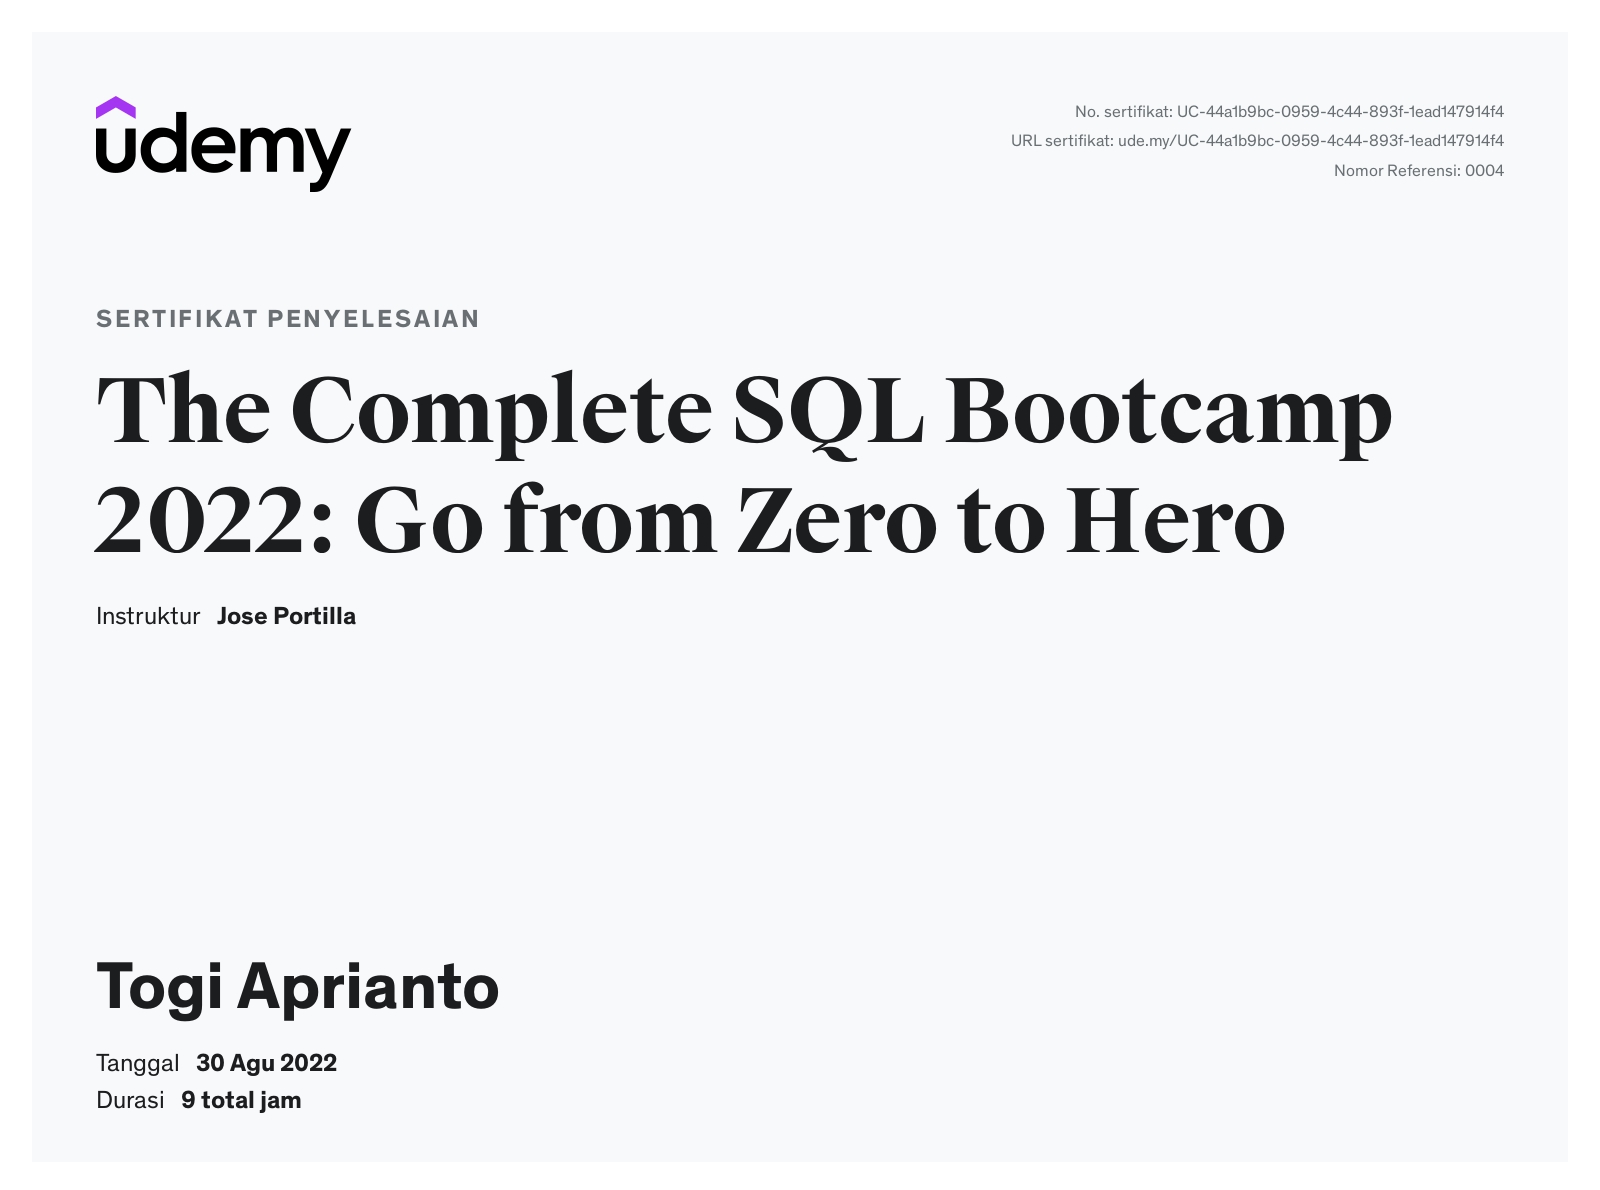 udemy
No. sertifikat: UC-44a1b9bc-0959-4c44-893f-1ead147914f4
URL sertifikat: ude.my/UC-44a1b9bc-0959-4c44-893f-1ead147914f4
Nomor Referensi: 0004
SERTIFIKAT PENYELESAIAN
The Complete SQL Bootcamp
2022: Go from Zero to Hero
Instruktur Jose Portilla
Togi Aprianto
Tanggal 30 Agu 2022
Durasi 9 total jam